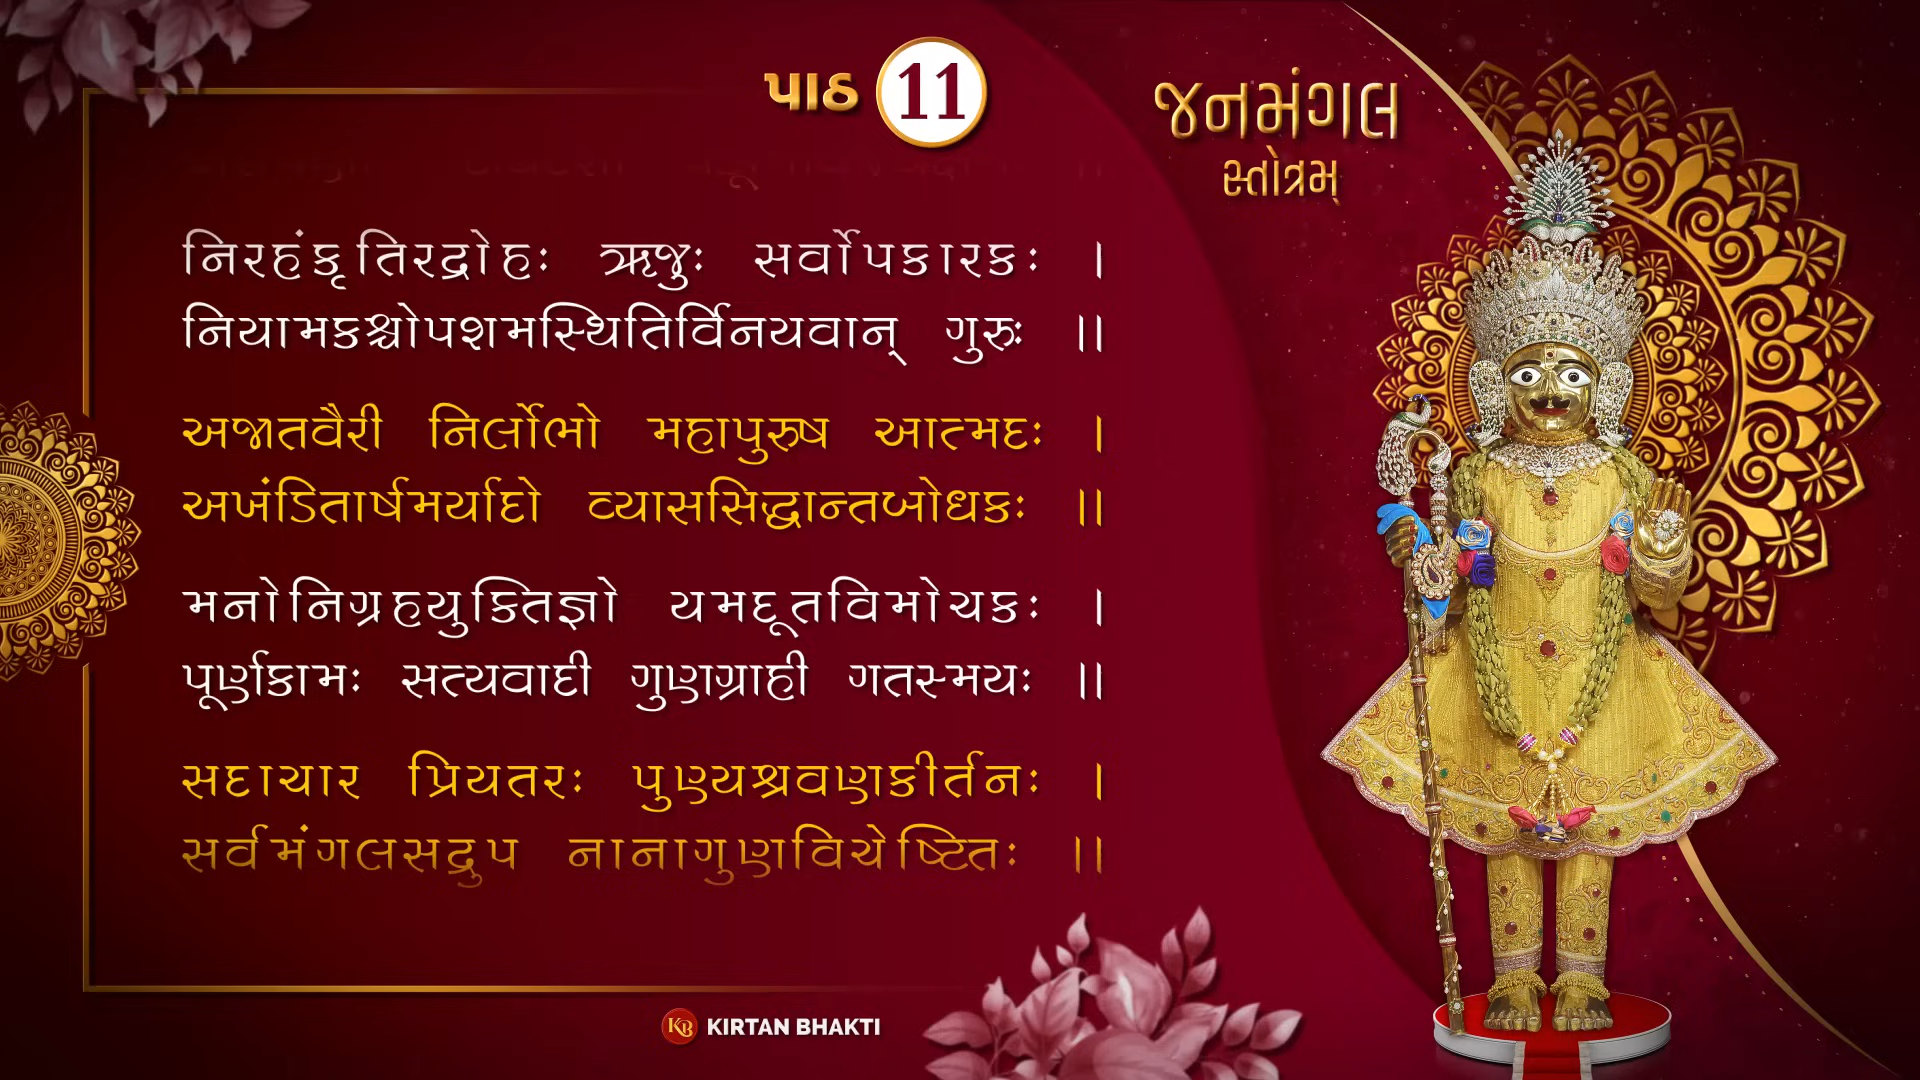 પાઠ 11
જનમંગલ
સ્તોત્રમ્
નિરહંકૃતિરદ્રોહઃ ઋજુઃ સર્વોપકારકઃ ।
નિયામકશ્ચોપશમસ્થિતિર્વિનયવાન્ ગુરુઃ ॥
અજાતવૈરી નિર્લોભો મહાપુરુષ આત્મદઃ ।
અખંડિતાર્ષમર્યાદો વ્યાસસિદ્ધાન્તબોધકઃ ॥
મનોનિગ્રહયુક્તિજ્ઞો યમદૂતવિમોચકઃ ।
પૂર્ણકામઃ સત્યવાદી ગુણગ્રાહી ગતસ્મયઃ ॥
સદાચાર પ્રિયતરઃ પુણ્યશ્રવણકીર્તનઃ ।
સર્વમંગલસદ્રુપ નાનાગુણવિચેષ્ટિતઃ ॥
KB KIRTAN BHAKTI